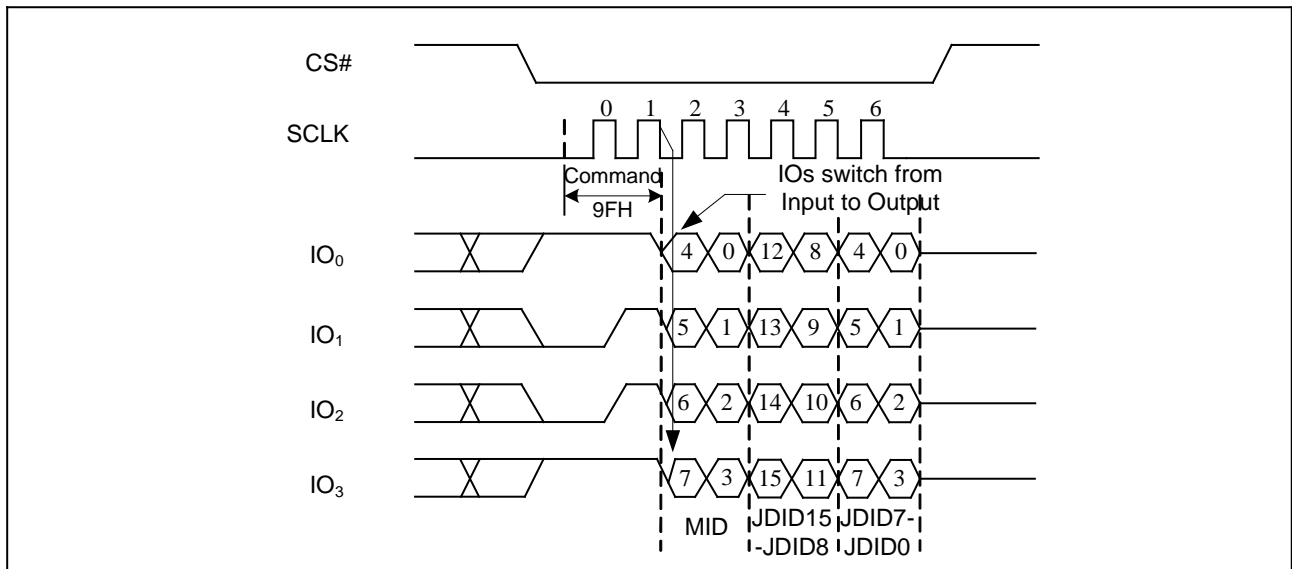 CS#
0 1 2 3 4 5 6
SCLK
Command
9FH
IOs switch from
Input to Output
IO0 4 0 12 8 4 0
IO1 5 1 13 9 5 1
IO2 6 2 14 10 6 2
IO3 7 3 15 11 7 3
MID
JDID15
-JDID8
JDID7-
JDID0